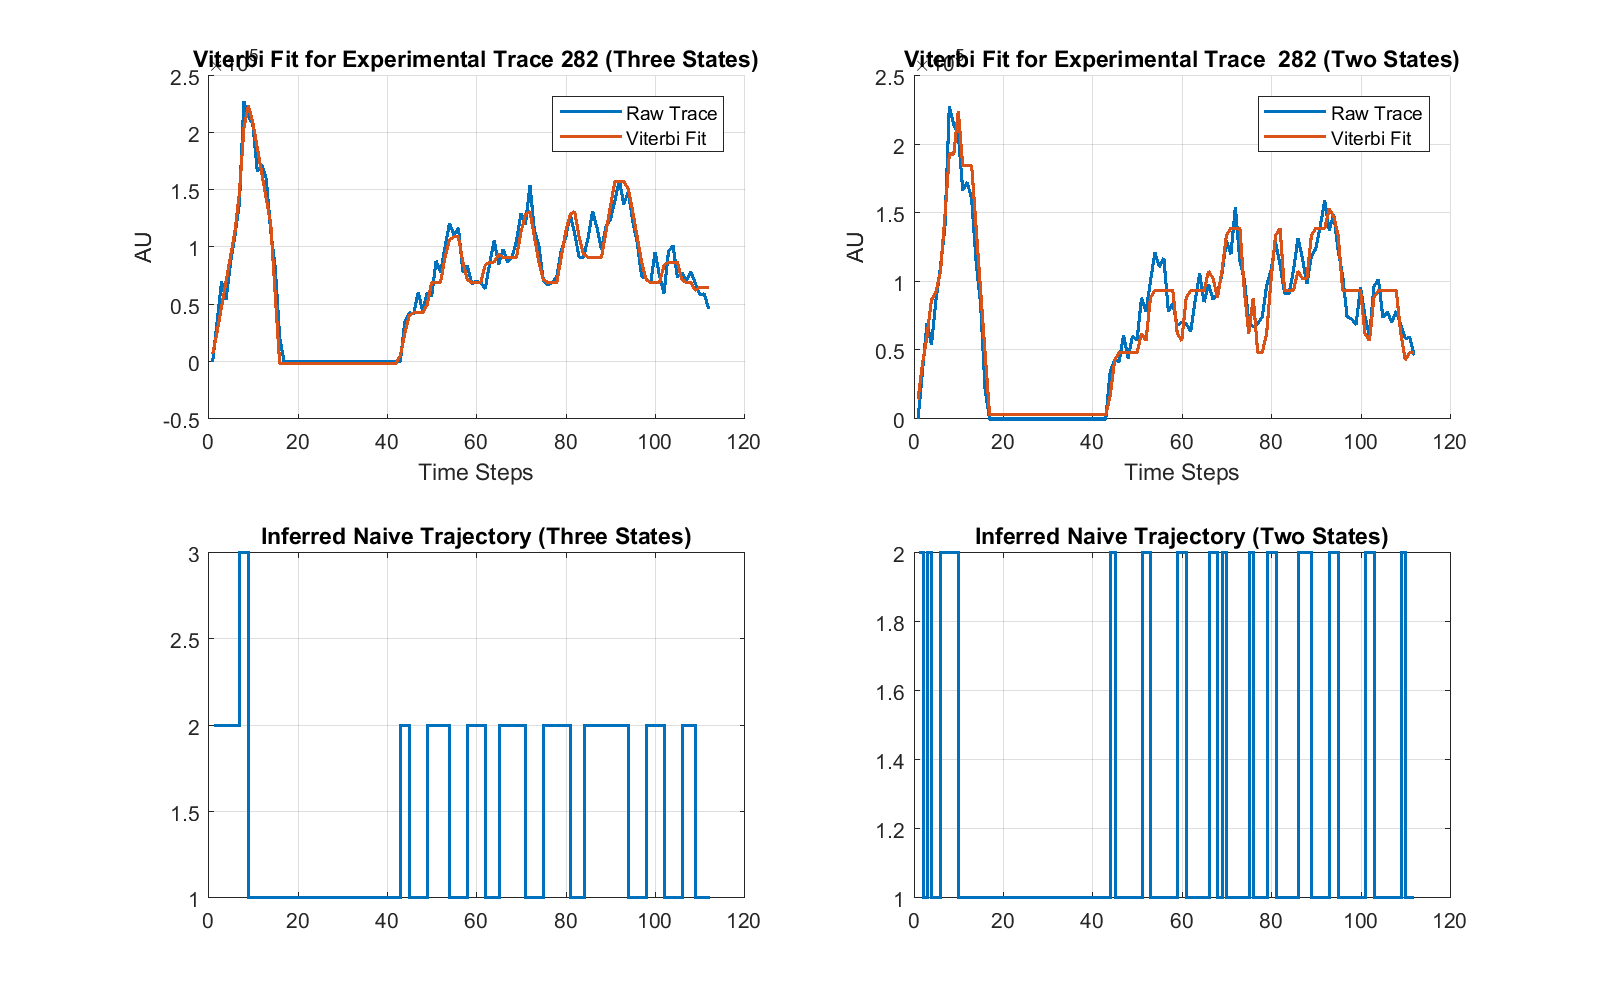 Viterbi Fit for Experimental Trace 282 (Three States)
×10^5
2.5
2
1.5
1
0.5
0
-0.5
AU
Raw Trace
Viterbi Fit
0 20 40 60 80 100 120
Time Steps
Viterbi Fit for Experimental Trace  282 (Two States)
×10^5
2.5
2
1.5
1
0.5
0
AU
Raw Trace
Viterbi Fit
0 20 40 60 80 100 120
Time Steps
Inferred Naive Trajectory (Three States)
3
2.5
2
1.5
1
0 20 40 60 80 100 120
Inferred Naive Trajectory (Two States)
2
1.8
1.6
1.4
1.2
1
0 20 40 60 80 100 120